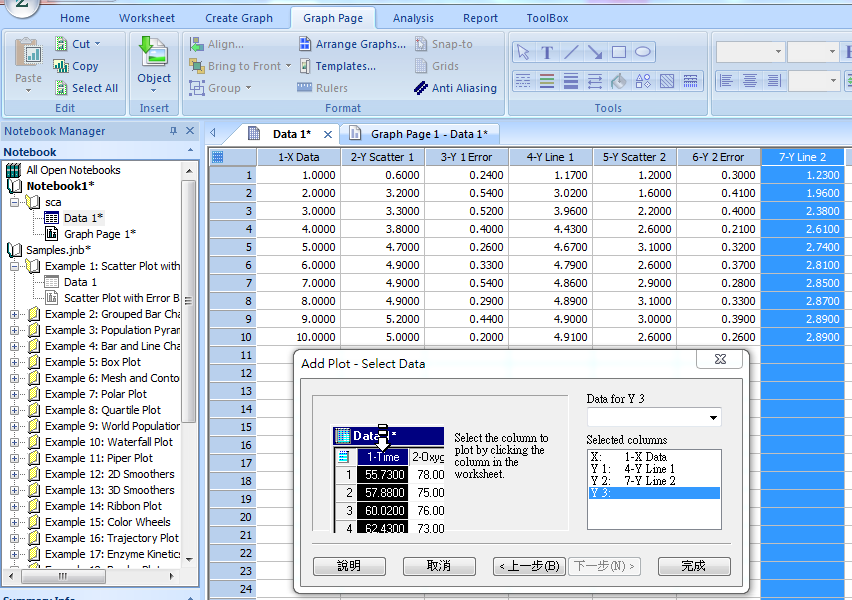 Home Worksheet Create Graph Graph Page Analysis Report ToolBox
Paste Cut Copy Select All
Edit
Object
Insert
Align... Arrange Graphs... Snap-to
Bring to Front Templates... Grids
Group Rulers Anti Aliasing
Format
T
Tools
Notebook Manager
Notebook
All Open Notebooks
Notebook1*
sca
Data 1*
Graph Page 1*
Samples.jnb*
Example 1: Scatter Plot with
Data 1
Scatter Plot with Error B
Example 2: Grouped Bar Cha
Example 3: Population Pyran
Example 4: Bar and Line Cha
Example 5: Box Plot
Example 6: Mesh and Conto
Example 7: Polar Plot
Example 8: Quartile Plot
Example 9: World Population
Example 10: Waterfall Plot
Example 11: Piper Plot
Example 12: 2D Smoothers
Example 13: 3D Smoothers
Example 14: Ribbon Plot
Example 15: Color Wheels
Example 16: Trajectory Plot
Example 17: Enzyme Kinetics
Data 1* Graph Page 1 - Data 1*
1-X Data 2-Y Scatter 1 3-Y 1 Error 4-Y Line 1 5-Y Scatter 2 6-Y 2 Error 7-Y Line 2
1 1.0000 0.6000 0.2400 1.1700 1.2000 0.3000 1.2300
2 2.0000 3.2000 0.5400 3.0200 1.6000 0.4100 1.9600
3 3.0000 3.3000 0.5200 3.9600 2.2000 0.4000 2.3800
4 4.0000 3.8000 0.4000 4.4300 2.6000 0.2100 2.6100
5 5.0000 4.7000 0.2600 4.6700 3.1000 0.3200 2.7400
6 6.0000 4.9000 0.3300 4.7900 2.6000 0.3700 2.8100
7 7.0000 4.9000 0.5400 4.8600 2.9000 0.2800 2.8500
8 8.0000 4.9000 0.2900 4.8900 3.1000 0.3300 2.8700
9 9.0000 5.2000 0.4400 4.9000 3.0000 0.3900 2.8900
10 10.0000 5.0000 0.2000 4.9100 2.6000 0.2600 2.8900
11
12
13
14
15
16
17
18
19
20
21
22
23
24
Add Plot - Select Data
Data *
1-Time 2-Oxyg
1 55.7300 78.00
2 57.8800 75.00
3 60.0200 76.00
4 62.4300 73.00
Select the column to
plot by clicking the
column in the
worksheet.
Data for Y 3
Selected columns
X: 1-X Data
Y 1: 4-Y Line 1
Y 2: 7-Y Line 2
Y 3:
說明 取消 < 上一步(B) 下一步(N) > 完成